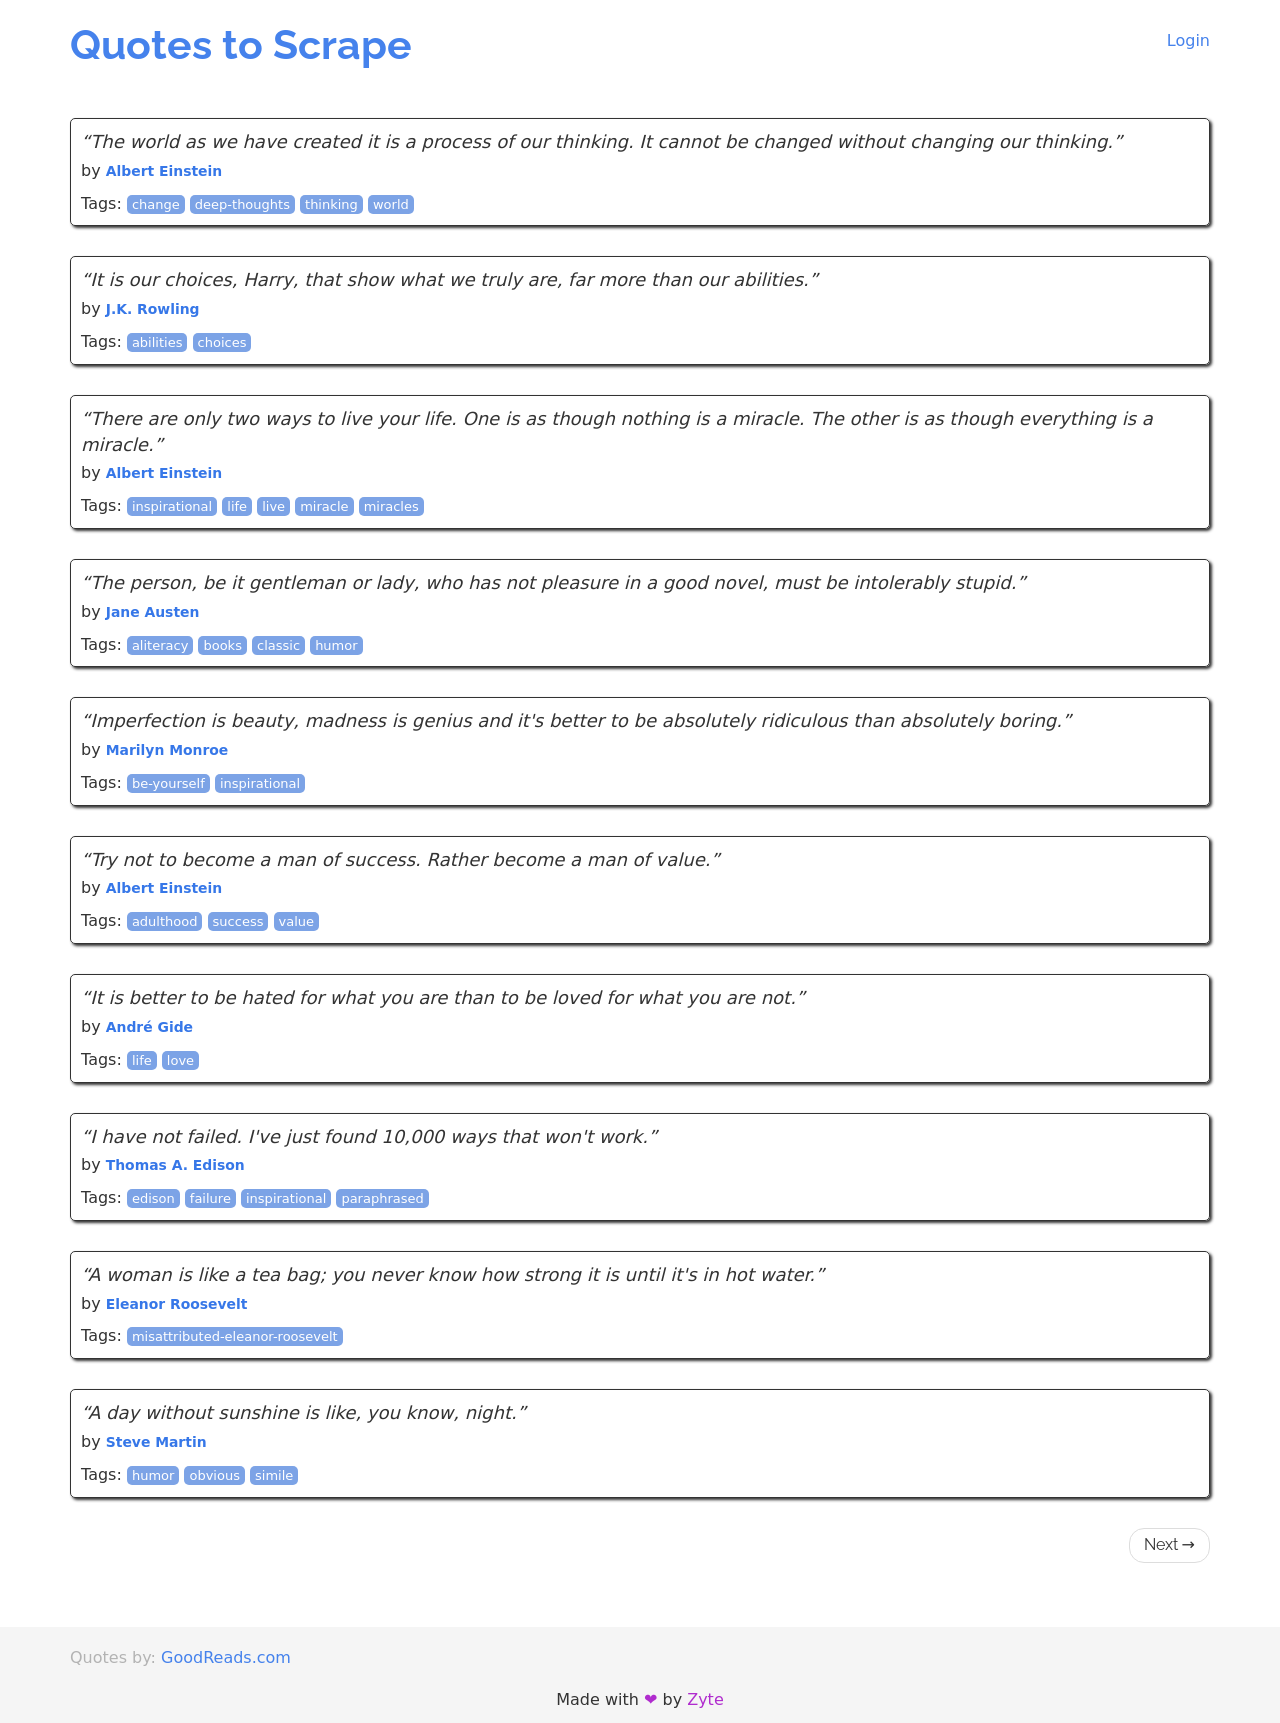 Quotes to Scrape
Login
“The world as we have created it is a process of our thinking. It cannot be changed without changing our thinking.”
by Albert Einstein
Tags: change deep-thoughts thinking world
“It is our choices, Harry, that show what we truly are, far more than our abilities.”
by J.K. Rowling
Tags: abilities choices
“There are only two ways to live your life. One is as though nothing is a miracle. The other is as though everything is a
miracle.”
by Albert Einstein
Tags: inspirational life live miracle miracles
“The person, be it gentleman or lady, who has not pleasure in a good novel, must be intolerably stupid.”
by Jane Austen
Tags: aliteracy books classic humor
“Imperfection is beauty, madness is genius and it's better to be absolutely ridiculous than absolutely boring.”
by Marilyn Monroe
Tags: be-yourself inspirational
“Try not to become a man of success. Rather become a man of value.”
by Albert Einstein
Tags: adulthood success value
“It is better to be hated for what you are than to be loved for what you are not.”
by André Gide
Tags: life love
“I have not failed. I've just found 10,000 ways that won't work.”
by Thomas A. Edison
Tags: edison failure inspirational paraphrased
“A woman is like a tea bag; you never know how strong it is until it's in hot water.”
by Eleanor Roosevelt
Tags: misattributed-eleanor-roosevelt
“A day without sunshine is like, you know, night.”
by Steve Martin
Tags: humor obvious simile
Next →
Quotes by: GoodReads.com
Made with ❤ by Zyte